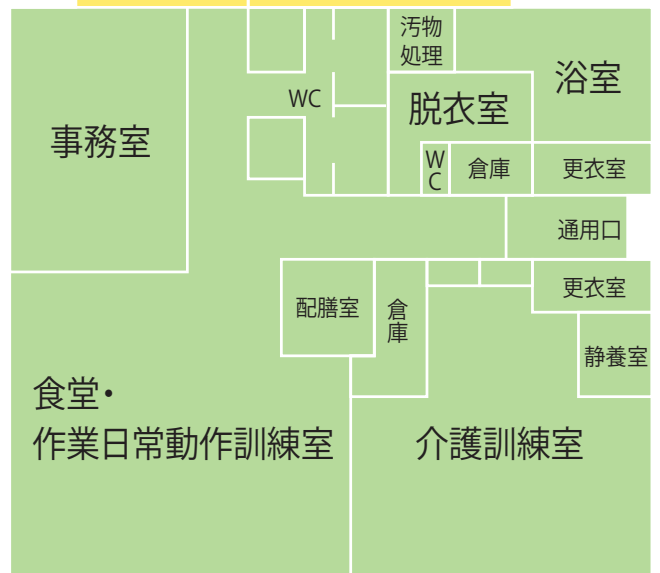 汚物
処理
浴室
WC
脱衣室
事務室
WC
倉庫
更衣室
通用口
更衣室
配膳室
倉庫
静養室
食堂・
作業日常動作訓練室
介護訓練室